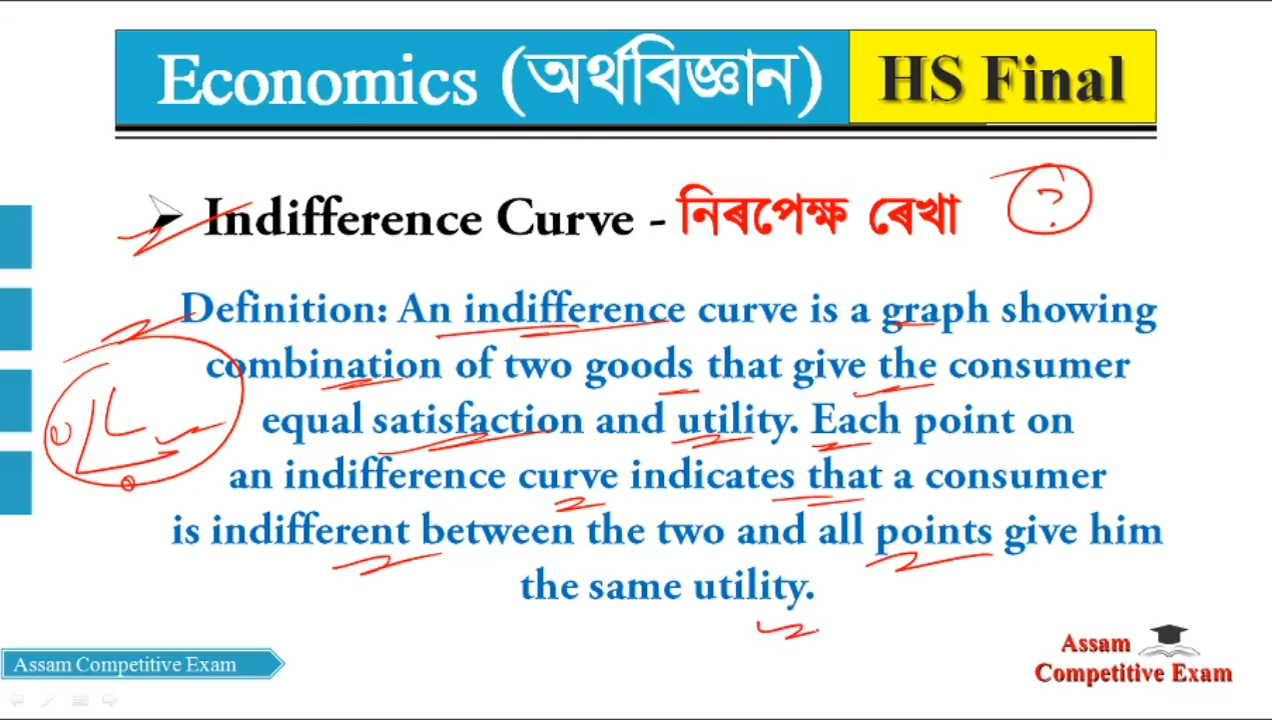 Economics (অৰ্থবিজ্ঞান) HS Final
Indifference Curve - নিৰপেক্ষ ৰেখা ?
Definition: An indifference curve is a graph showing
combination of two goods that give the consumer
equal satisfaction and utility. Each point on
an indifference curve indicates that a consumer
is indifferent between the two and all points give him
the same utility.
Assam Competitive Exam
Assam
Competitive Exam